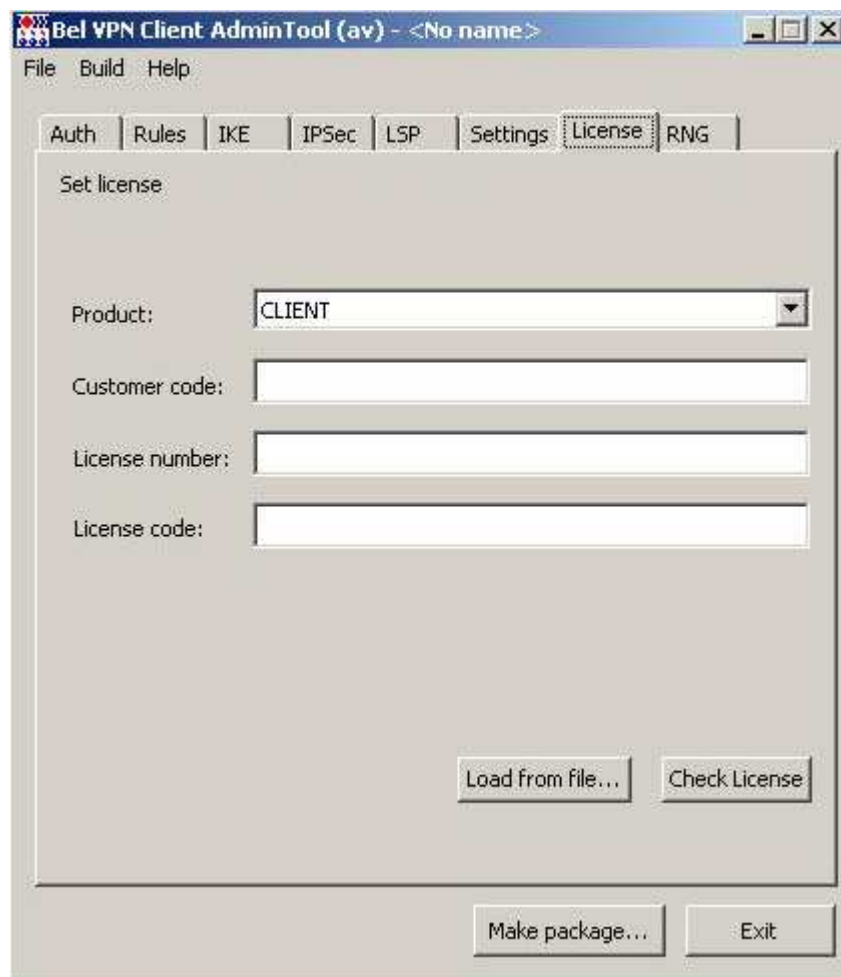 Bel VPN Client AdminTool (av) - <No name>
File Build Help
Auth Rules IKE IPSec LSP Settings License RNG
Set license
Product: CLIENT
Customer code:
License number:
License code:
Load from file... Check License
Make package... Exit